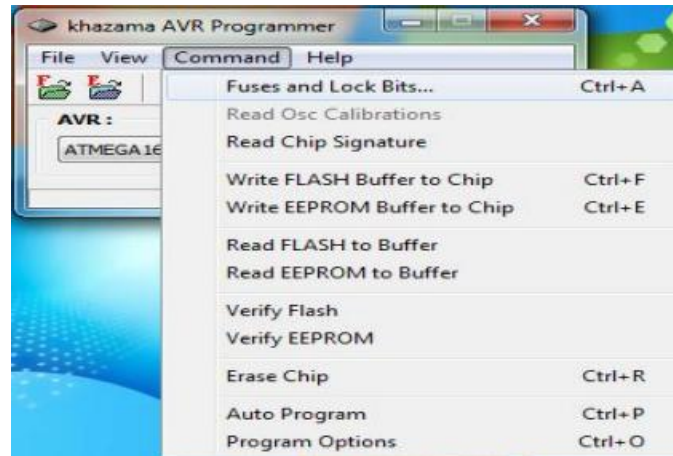 khazama AVR Programmer
File View Command Help
AVR :
ATMEGA16
Fuses and Lock Bits... Ctrl+A
Read Osc Calibrations
Read Chip Signature
Write FLASH Buffer to Chip Ctrl+F
Write EEPROM Buffer to Chip Ctrl+E
Read FLASH to Buffer
Read EEPROM to Buffer
Verify Flash
Verify EEPROM
Erase Chip Ctrl+R
Auto Program Ctrl+P
Program Options Ctrl+O